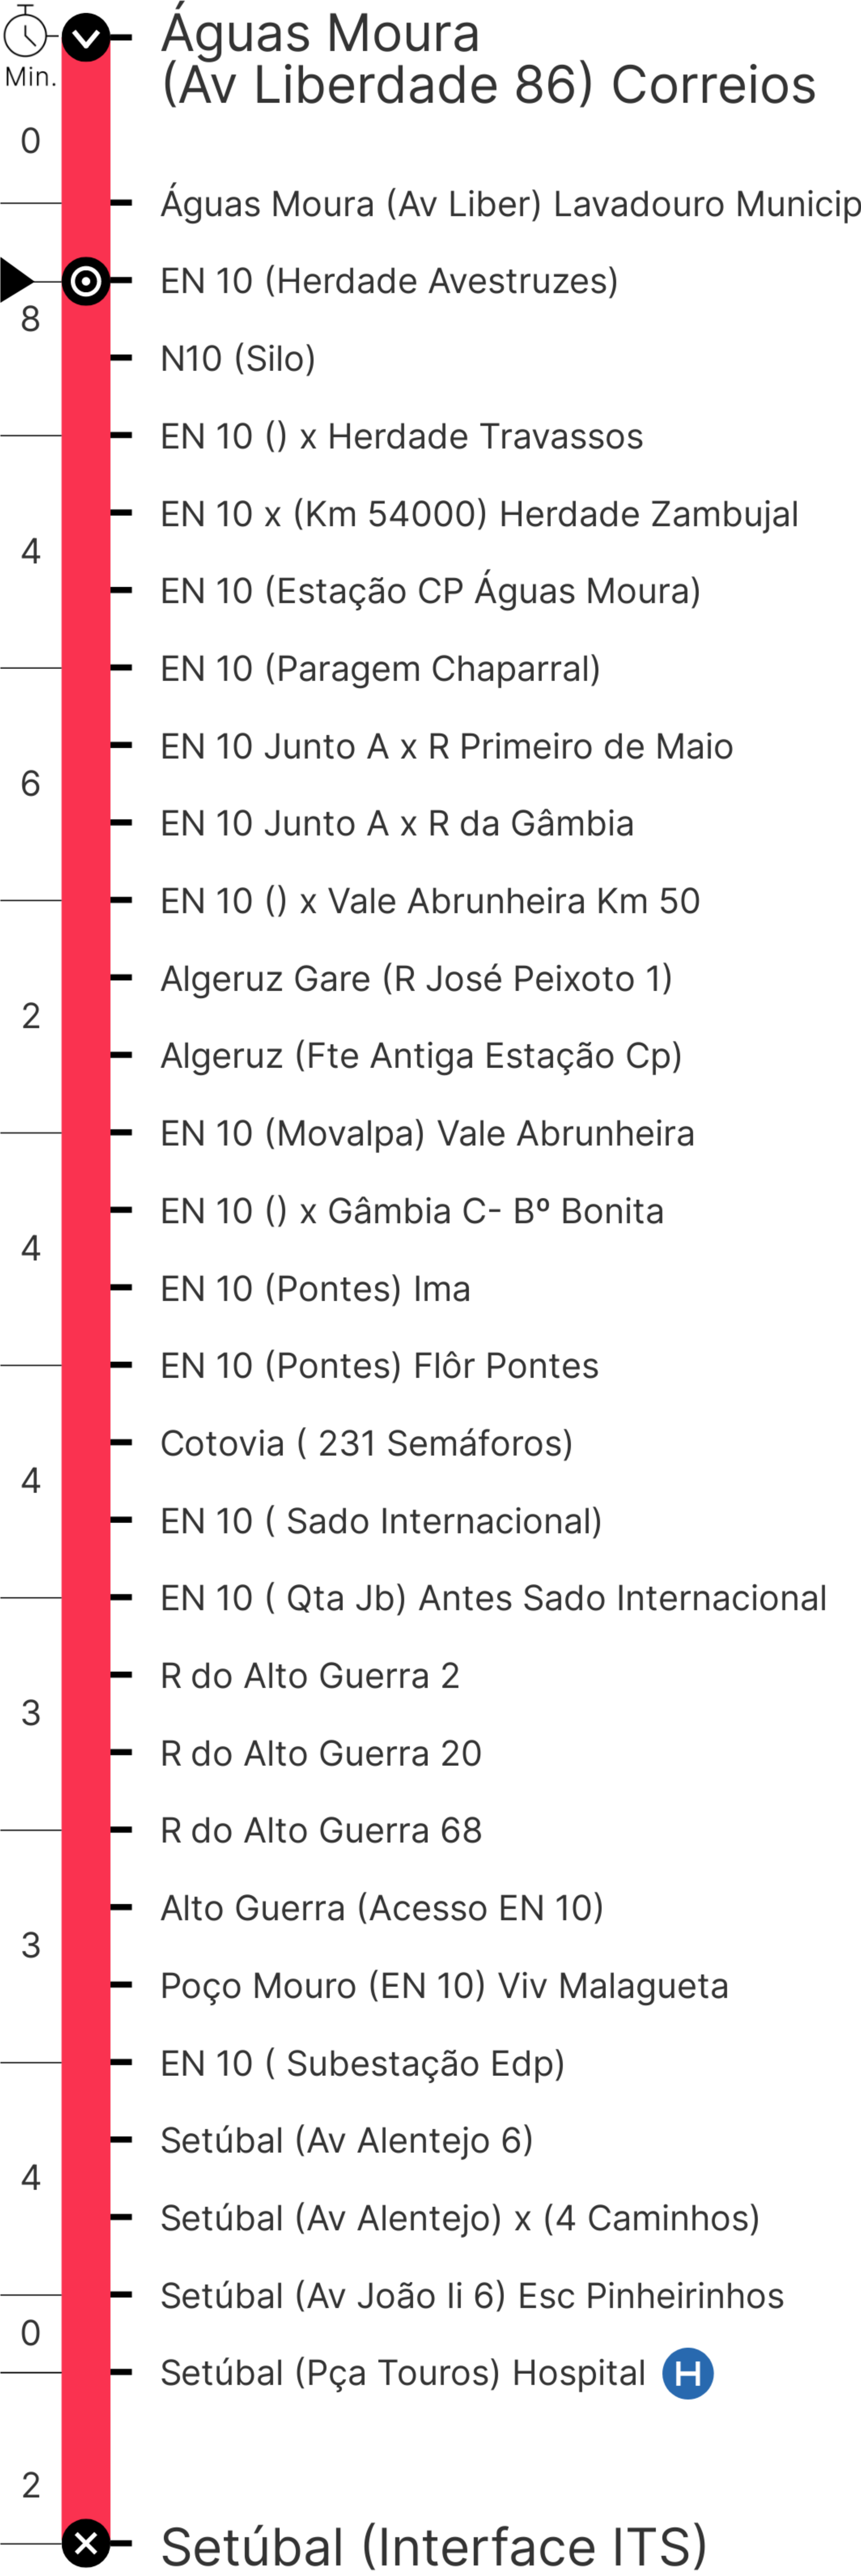 Águas Moura
(Av Liberdade 86) Correios
Min.
0
Águas Moura (Av Liber) Lavadouro Municip
EN 10 (Herdade Avestruzes)
8
N10 (Silo)
EN 10 () x Herdade Travassos
EN 10 x (Km 54000) Herdade Zambujal
4
EN 10 (Estação CP Águas Moura)
EN 10 (Paragem Chaparral)
EN 10 Junto A x R Primeiro de Maio
6
EN 10 Junto A x R da Gâmbia
EN 10 () x Vale Abrunheira Km 50
Algeruz Gare (R José Peixoto 1)
2
Algeruz (Fte Antiga Estação Cp)
EN 10 (Movalpa) Vale Abrunheira
EN 10 () x Gâmbia C- Bº Bonita
4
EN 10 (Pontes) Ima
EN 10 (Pontes) Flôr Pontes
Cotovia ( 231 Semáforos)
4
EN 10 ( Sado Internacional)
EN 10 ( Qta Jb) Antes Sado Internacional
R do Alto Guerra 2
3
R do Alto Guerra 20
R do Alto Guerra 68
Alto Guerra (Acesso EN 10)
3
Poço Mouro (EN 10) Viv Malagueta
EN 10 ( Subestação Edp)
Setúbal (Av Alentejo 6)
4
Setúbal (Av Alentejo) x (4 Caminhos)
Setúbal (Av João Ii 6) Esc Pinheirinhos
0
Setúbal (Pça Touros) Hospital H
2
Setúbal (Interface ITS)